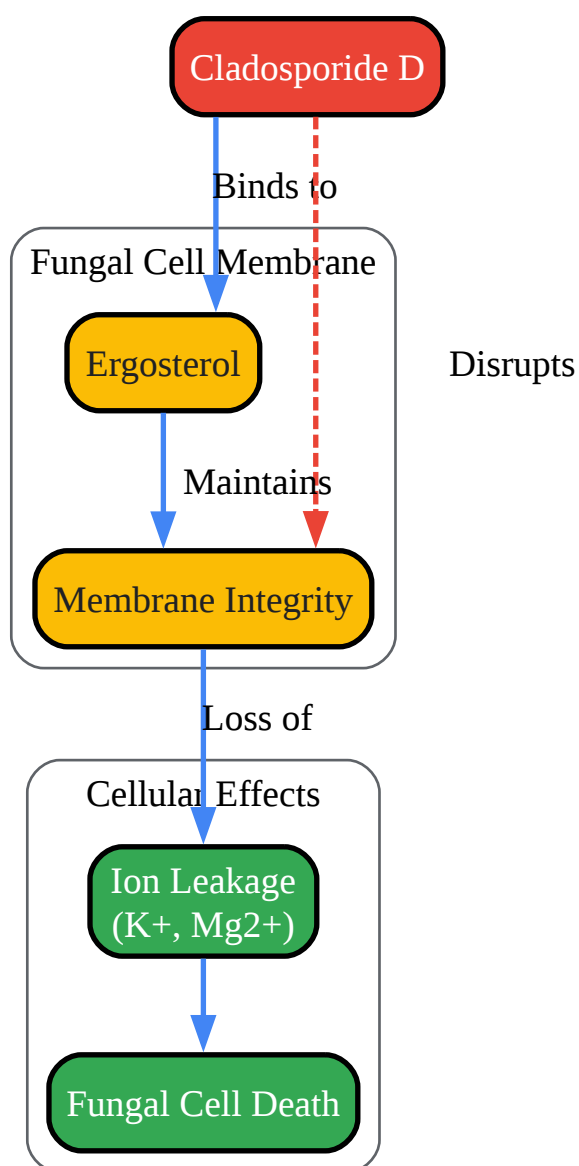 Cladosporide D
Binds to
Fungal Cell Membrane
Ergosterol
Disrupts
Maintains
Membrane Integrity
Loss of
Cellular Effects
Ion Leakage
(K+, Mg2+)
Fungal Cell Death